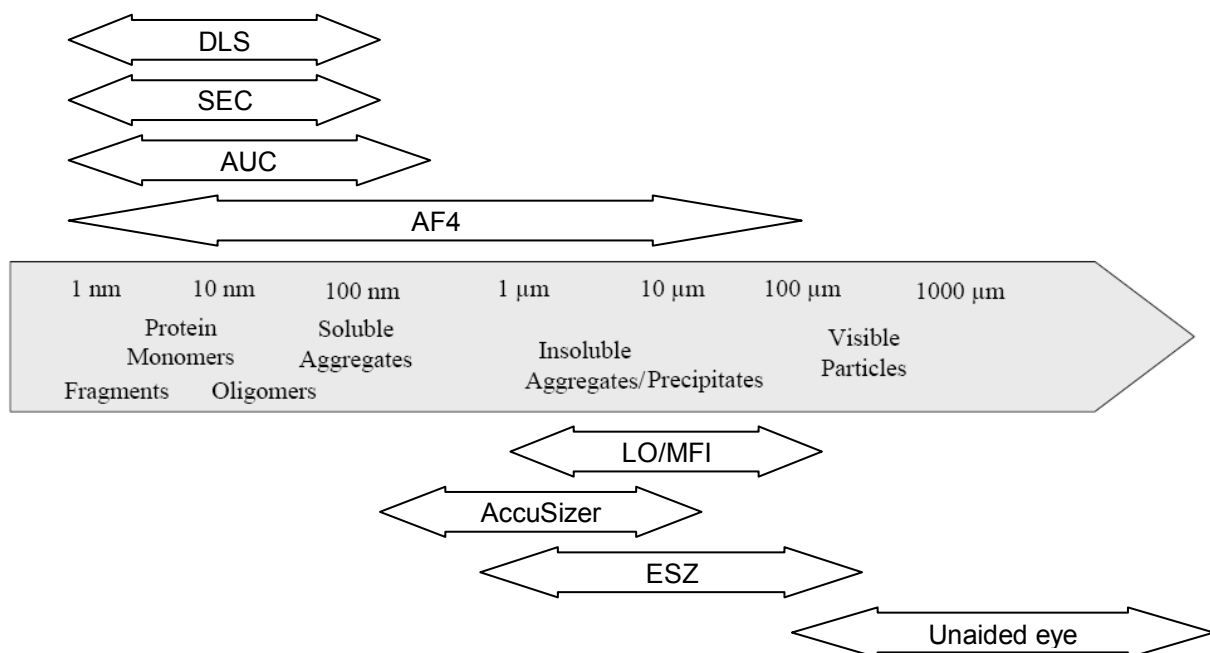 DLS
SEC
AUC
AF4
1 nm 10 nm 100 nm 1 µm 10 µm 100 µm 1000 µm
Protein
Monomers
Soluble
Aggregates
Insoluble
Aggregates/Precipitates
Visible
Particles
Fragments
Oligomers
LO/MFI
AccuSizer
ESZ
Unaided eye